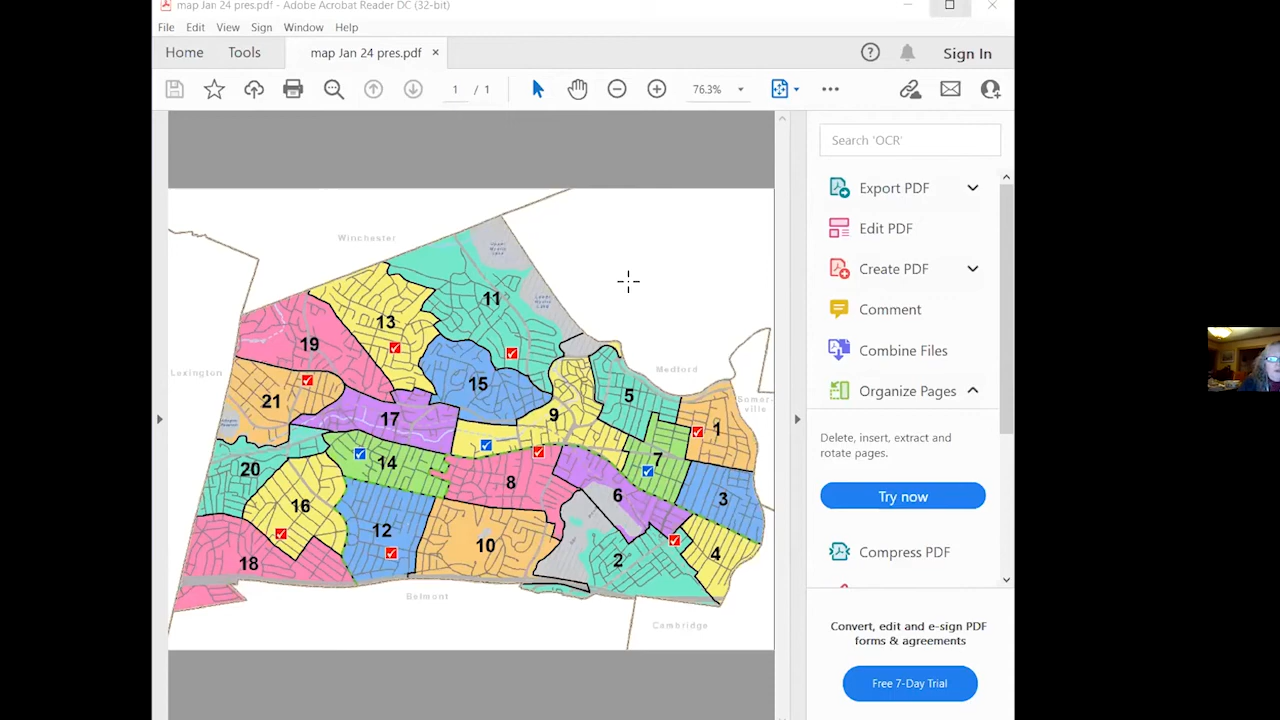 map Jan 24 pres.pdf - Adobe Acrobat Reader DC (32-bit)
File Edit View Sign Window Help
Home Tools map Jan 24 pres.pdf × Sign In
1 / 1 76.3%
Search 'OCR'
Export PDF
Edit PDF
Create PDF
Comment
Combine Files
Organize Pages
Delete, insert, extract and
rotate pages.
Try now
Compress PDF
Convert, edit and e-sign PDF
forms & agreements
Free 7-Day Trial
Winchester
11
13
19
Lexington
Medford
15
5
21
Somer-
ville
17
9
1
14
7
20
8
6
3
16
12
10
4
18
2
Belmont
Cambridge